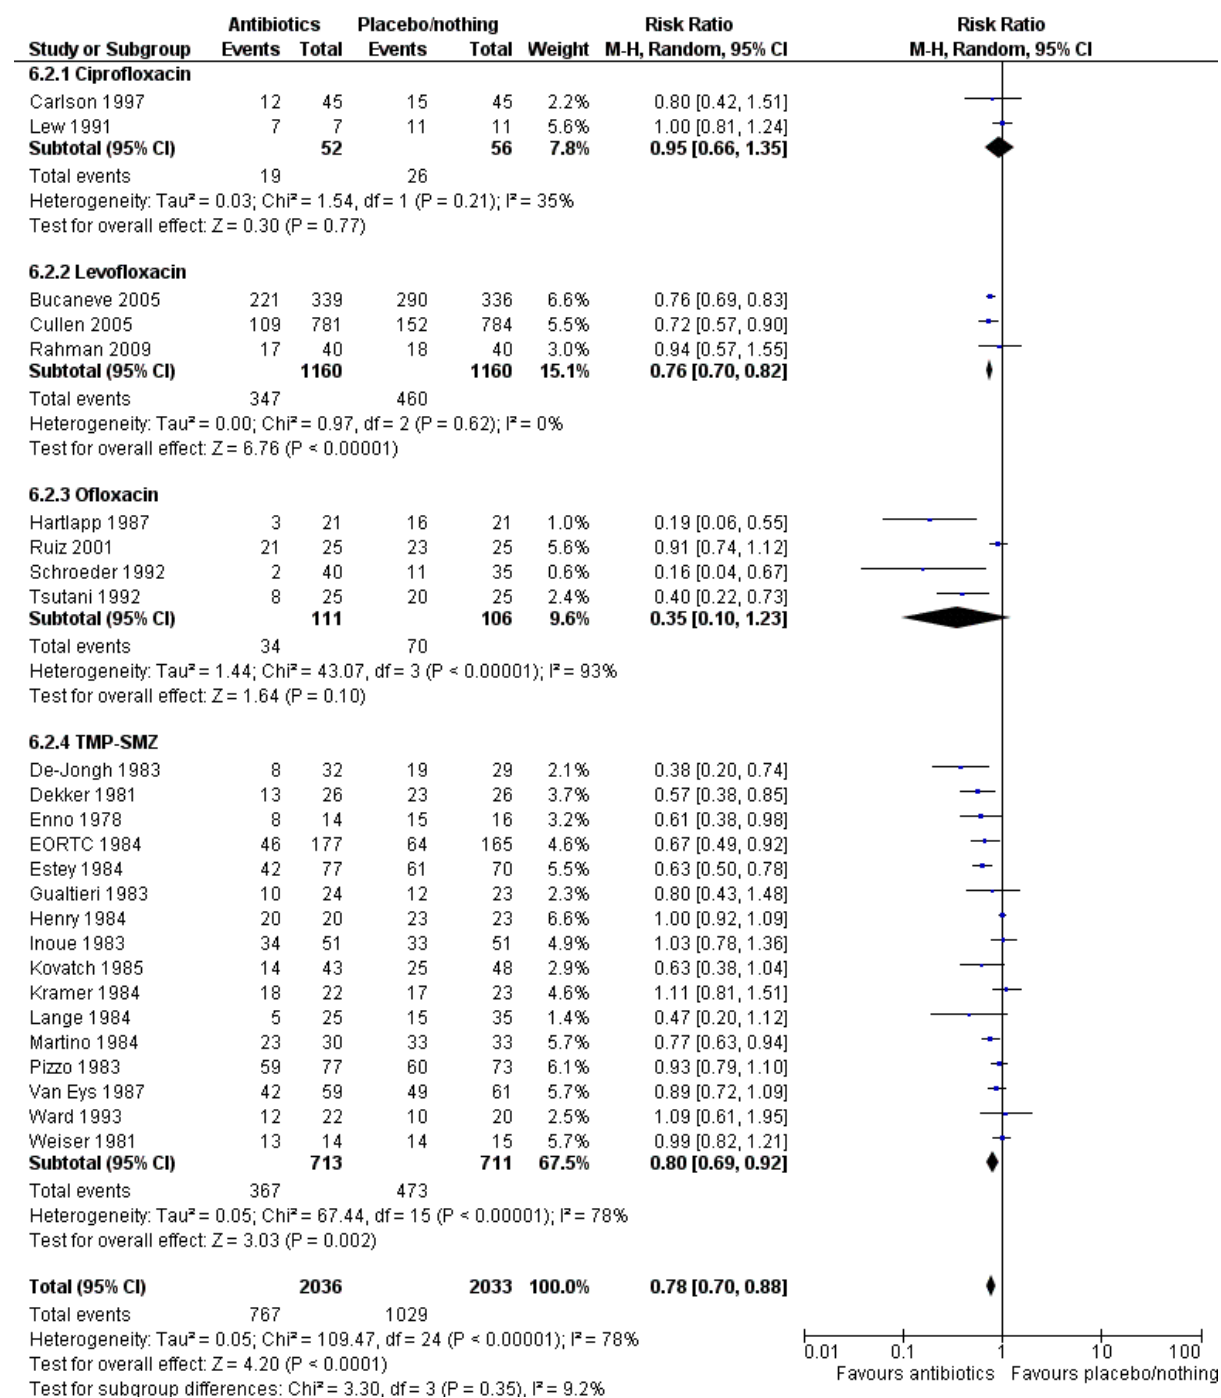 Antibiotics Placebo/nothing Risk Ratio Risk Ratio
Study or Subgroup Events Total Events Total Weight M-H, Random, 95% CI M-H, Random, 95% CI
6.2.1 Ciprofloxacin
Carlson 1997 12 45 15 45 2.2% 0.80 [0.42, 1.51]
Lew 1991 7 7 11 11 5.6% 1.00 [0.81, 1.24]
Subtotal (95% CI) 52 56 7.8% 0.95 [0.66, 1.35]
Total events 19 26
Heterogeneity: Tau² = 0.03; Chi² = 1.54, df = 1 (P = 0.21); I² = 35%
Test for overall effect: Z = 0.30 (P = 0.77)
6.2.2 Levofloxacin
Bucaneve 2005 221 339 290 336 6.6% 0.76 [0.69, 0.83]
Cullen 2005 109 781 152 784 5.5% 0.72 [0.57, 0.90]
Rahman 2009 17 40 18 40 3.0% 0.94 [0.57, 1.55]
Subtotal (95% CI) 1160 1160 15.1% 0.76 [0.70, 0.82]
Total events 347 460
Heterogeneity: Tau² = 0.00; Chi² = 0.97, df = 2 (P = 0.62); I² = 0%
Test for overall effect: Z = 6.76 (P < 0.00001)
6.2.3 Ofloxacin
Hartlapp 1987 3 21 16 21 1.0% 0.19 [0.06, 0.55]
Ruiz 2001 21 25 23 25 5.6% 0.91 [0.74, 1.12]
Schroeder 1992 2 40 11 35 0.6% 0.16 [0.04, 0.67]
Tsutani 1992 8 25 20 25 2.4% 0.40 [0.22, 0.73]
Subtotal (95% CI) 111 106 9.6% 0.35 [0.10, 1.23]
Total events 34 70
Heterogeneity: Tau² = 1.44; Chi² = 43.07, df = 3 (P < 0.00001); I² = 93%
Test for overall effect: Z = 1.64 (P = 0.10)
6.2.4 TMP-SMZ
De-Jongh 1983 8 32 19 29 2.1% 0.38 [0.20, 0.74]
Dekker 1981 13 26 23 26 3.7% 0.57 [0.38, 0.85]
Enno 1978 8 14 15 16 3.2% 0.61 [0.38, 0.98]
EORTC 1984 46 177 64 165 4.6% 0.67 [0.49, 0.92]
Estey 1984 42 77 61 70 5.5% 0.63 [0.50, 0.78]
Gualtieri 1983 10 24 12 23 2.3% 0.80 [0.43, 1.48]
Henry 1984 20 20 23 23 6.6% 1.00 [0.92, 1.09]
Inoue 1983 34 51 33 51 4.9% 1.03 [0.78, 1.36]
Kovatch 1985 14 43 25 48 2.9% 0.63 [0.38, 1.04]
Kramer 1984 18 22 17 23 4.6% 1.11 [0.81, 1.51]
Lange 1984 5 25 15 35 1.4% 0.47 [0.20, 1.12]
Martino 1984 23 30 33 33 5.7% 0.77 [0.63, 0.94]
Pizzo 1983 59 77 60 73 6.1% 0.93 [0.79, 1.10]
Van Eys 1987 42 59 49 61 5.7% 0.89 [0.72, 1.09]
Ward 1993 12 22 10 20 2.5% 1.09 [0.61, 1.95]
Weiser 1981 13 14 14 15 5.7% 0.99 [0.82, 1.21]
Subtotal (95% CI) 713 711 67.5% 0.80 [0.69, 0.92]
Total events 367 473
Heterogeneity: Tau² = 0.05; Chi² = 67.44, df = 15 (P < 0.00001); I² = 78%
Test for overall effect: Z = 3.03 (P = 0.002)
Total (95% CI) 2036 2033 100.0% 0.78 [0.70, 0.88]
Total events 767 1029
Heterogeneity: Tau² = 0.05; Chi² = 109.47, df = 24 (P < 0.00001); I² = 78%
Test for overall effect: Z = 4.20 (P < 0.0001)
Test for subgroup differences: Chi² = 3.30, df = 3 (P = 0.35), I² = 9.2%
0.01 0.1 1 10 100
Favours antibiotics Favours placebo/nothing